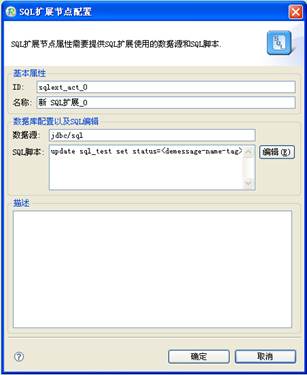 SQL扩展节点配置
SQL扩展节点属性需要提供SQL扩展使用的数据源和SQL脚本.
基本属性
ID: sqlext_act_0
名称: 新 SQL扩展_0
数据库配置以及SQL编辑
数据源: jdbc/sql
SQL脚本: update sql_test set status=<demessage-name-tag>
编辑(E)
描述
确定
取消